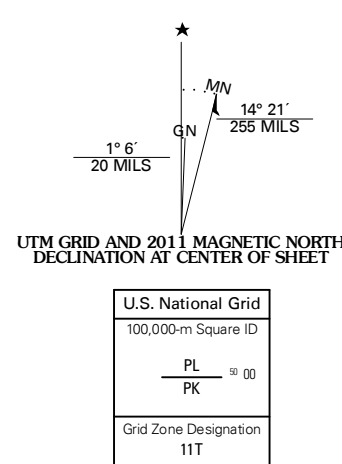 MN
GN
14° 21´
255 MILS
1° 6´
20 MILS
UTM GRID AND 2011 MAGNETIC NORTH
DECLINATION AT CENTER OF SHEET
U.S. National Grid
100,000-m Square ID
PL
50 00
PK
Grid Zone Designation
11T